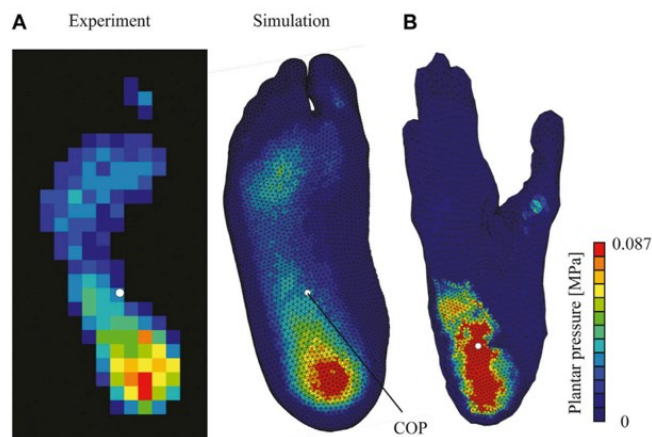 A
Experiment
Simulation
B
0.087
Plantar pressure [MPa]
0
COP